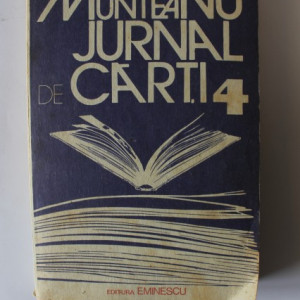 MUNTEANU
JURNAL
DE CĂRȚI 4
EDITURA EMINESCU